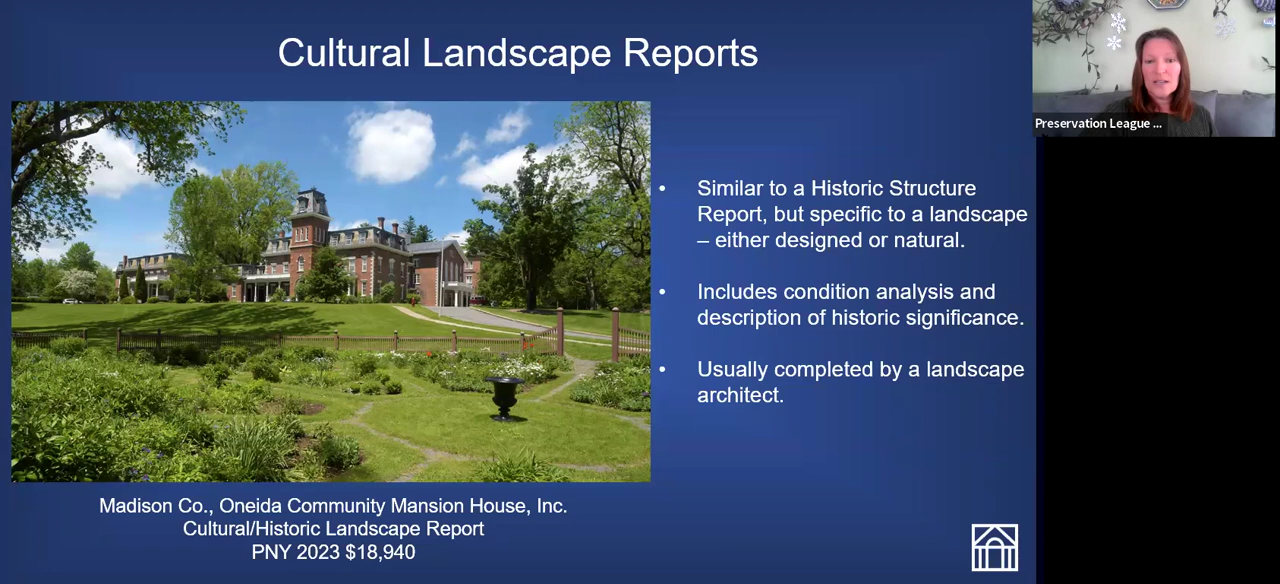 Cultural Landscape Reports
Preservation League ...
• Similar to a Historic Structure
Report, but specific to a landscape
– either designed or natural.
• Includes condition analysis and
description of historic significance.
• Usually completed by a landscape
architect.
Madison Co., Oneida Community Mansion House, Inc.
Cultural/Historic Landscape Report
PNY 2023 $18,940